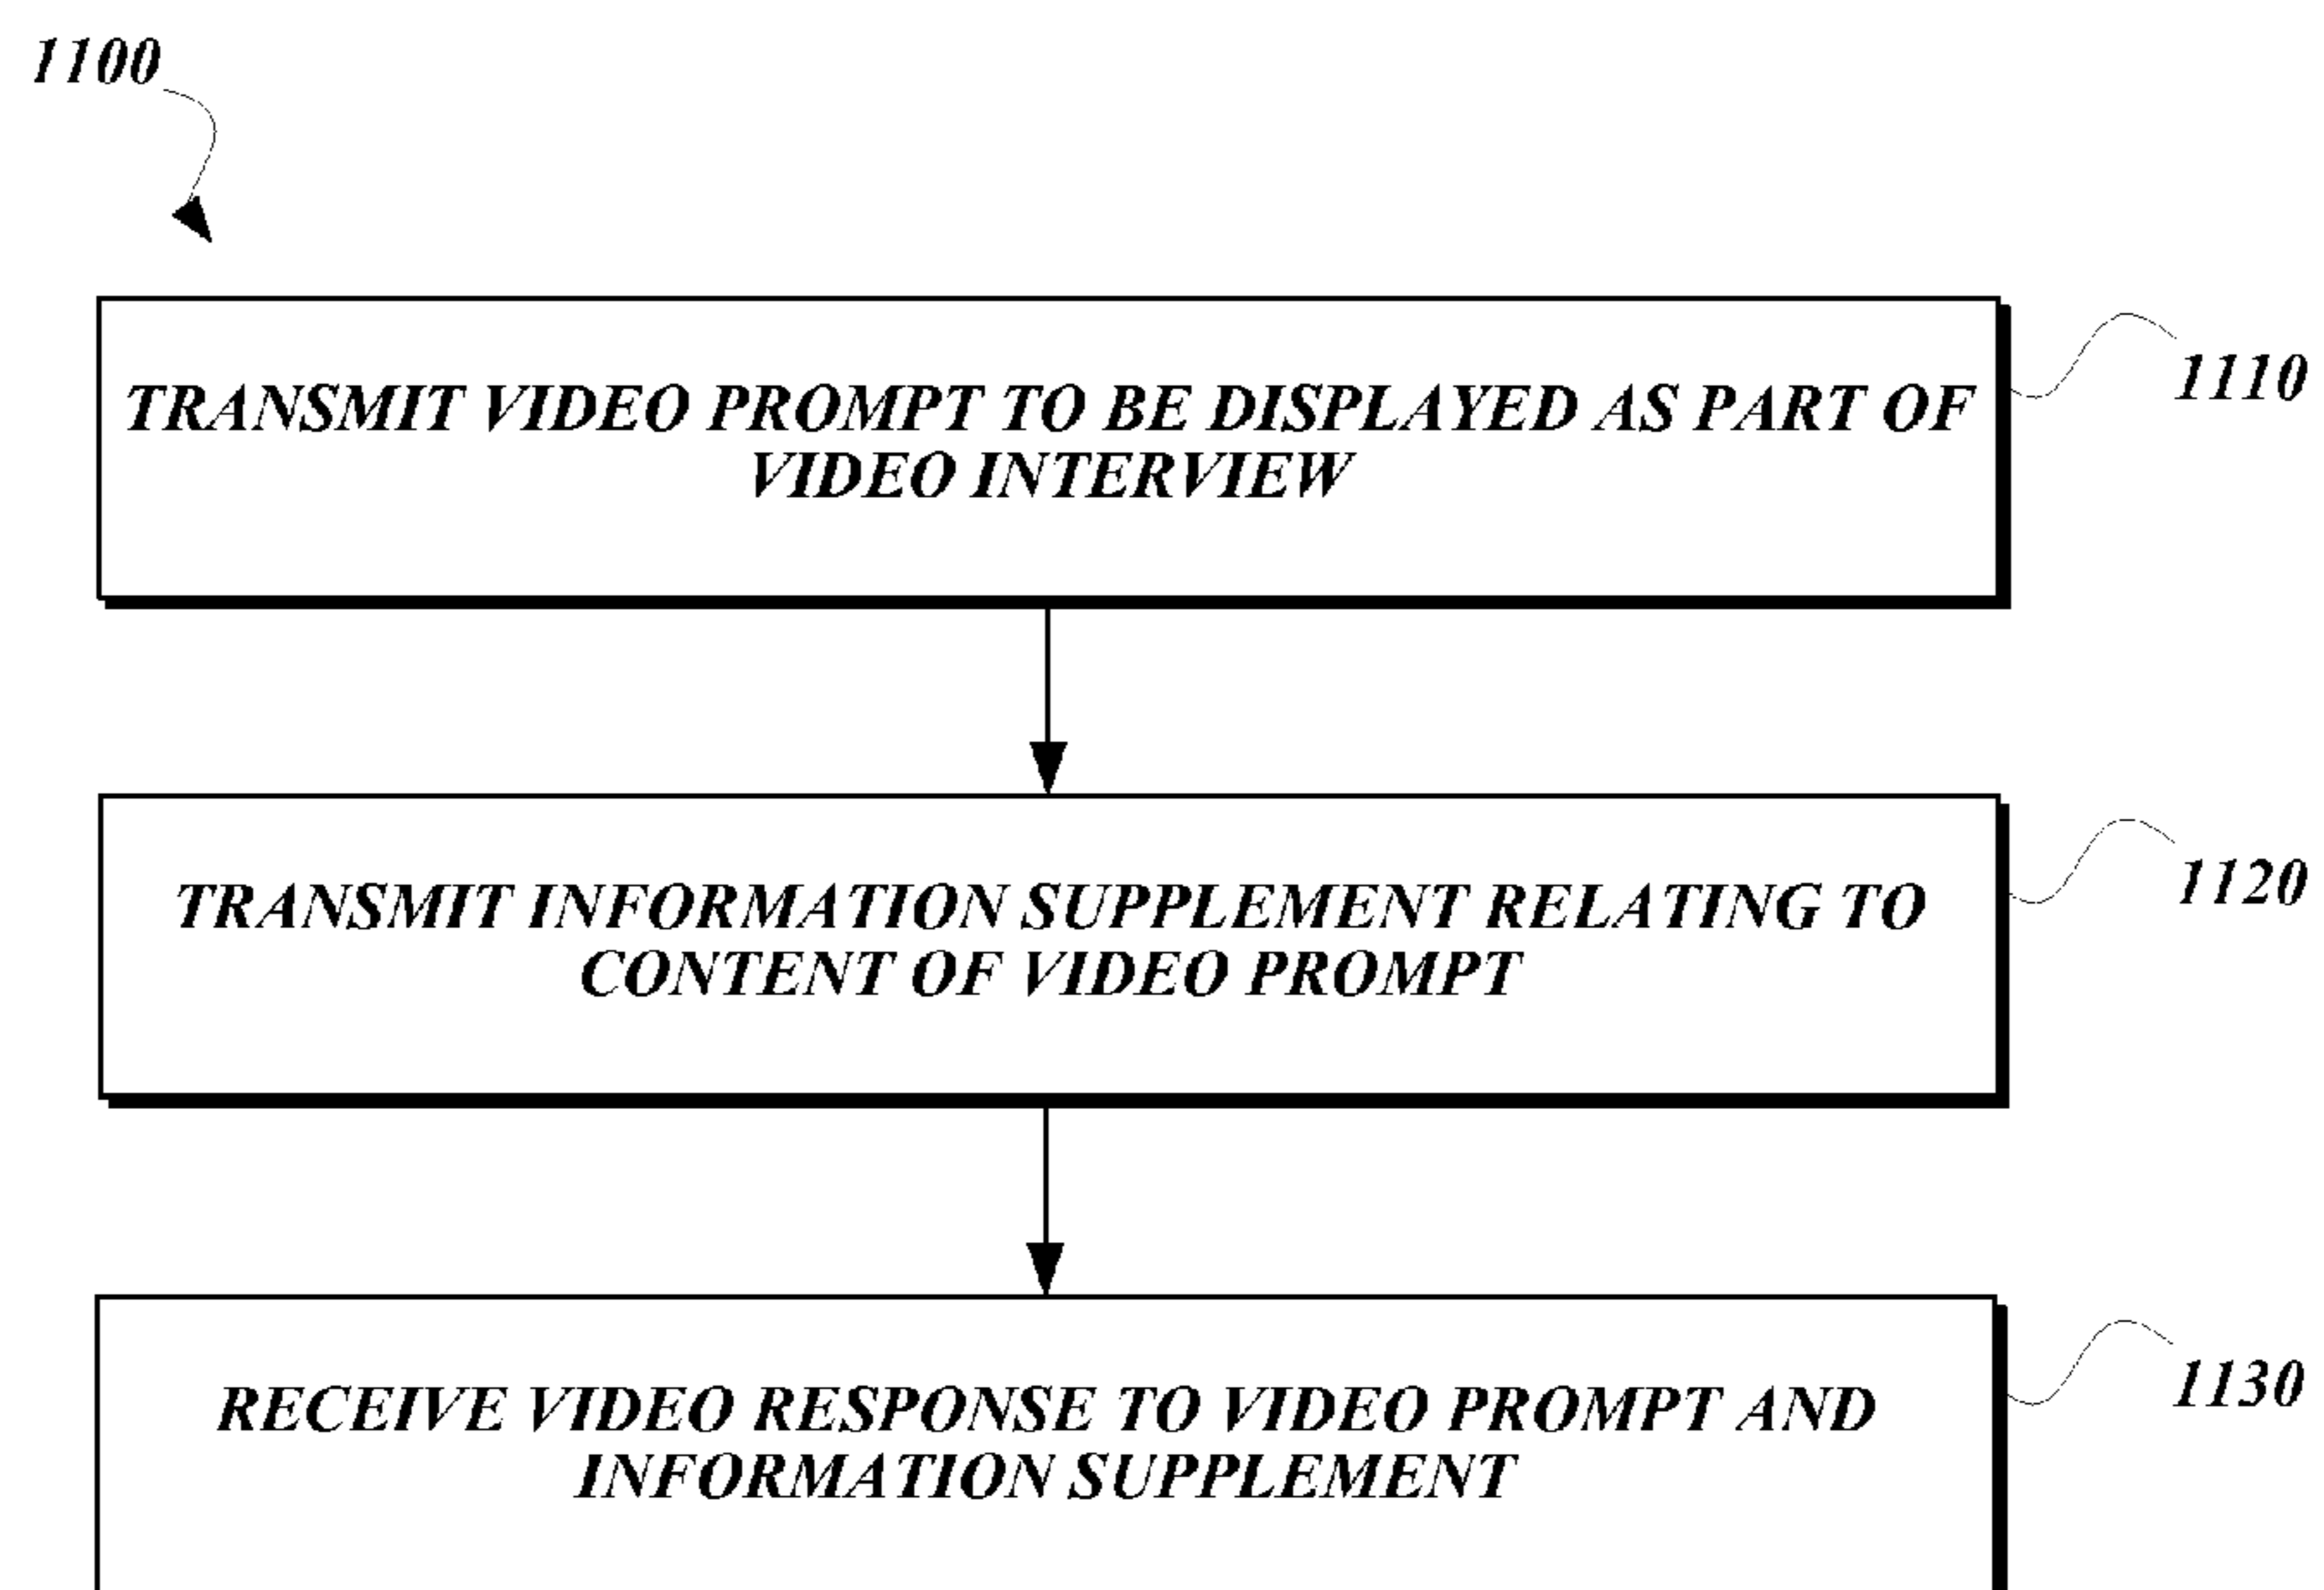 1100
TRANSMIT VIDEO PROMPT TO BE DISPLAYED AS PART OF
VIDEO INTERVIEW
1110
TRANSMIT INFORMATION SUPPLEMENT RELATING TO
CONTENT OF VIDEO PROMPT
1120
RECEIVE VIDEO RESPONSE TO VIDEO PROMPT AND
INFORMATION SUPPLEMENT
1130